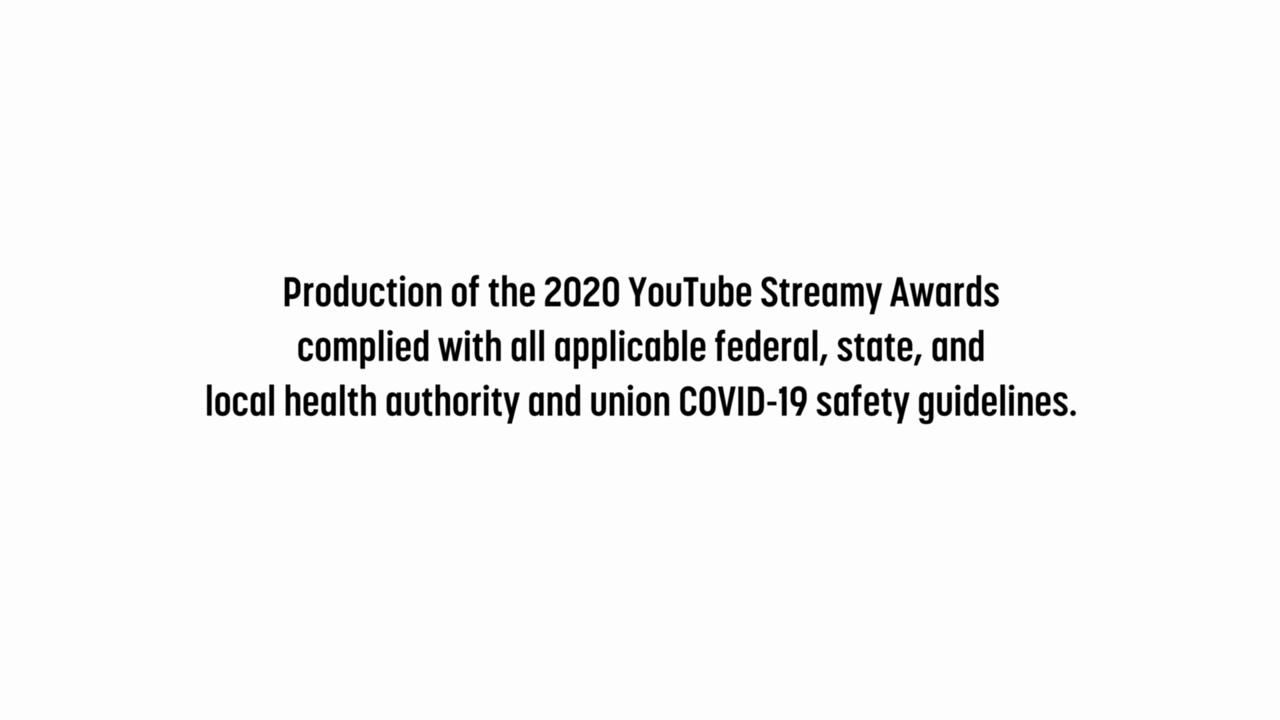 Production of the 2020 YouTube Streamy Awards
complied with all applicable federal, state, and
local health authority and union COVID-19 safety guidelines.